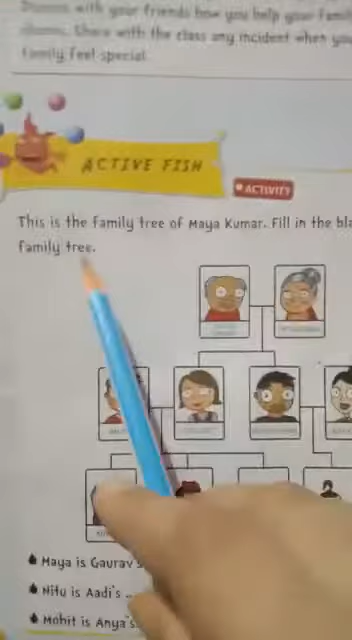 Discuss with your friends how you help your famil
chores. Share with the class any incident when you
family feel special.
ACTIVE FISH
ACTIVITY
This is the family tree of Maya Kumar. Fill in the bla
family tree.
Maya is Gaurav's
Nitu is Aadi's
Mohit is Anya's